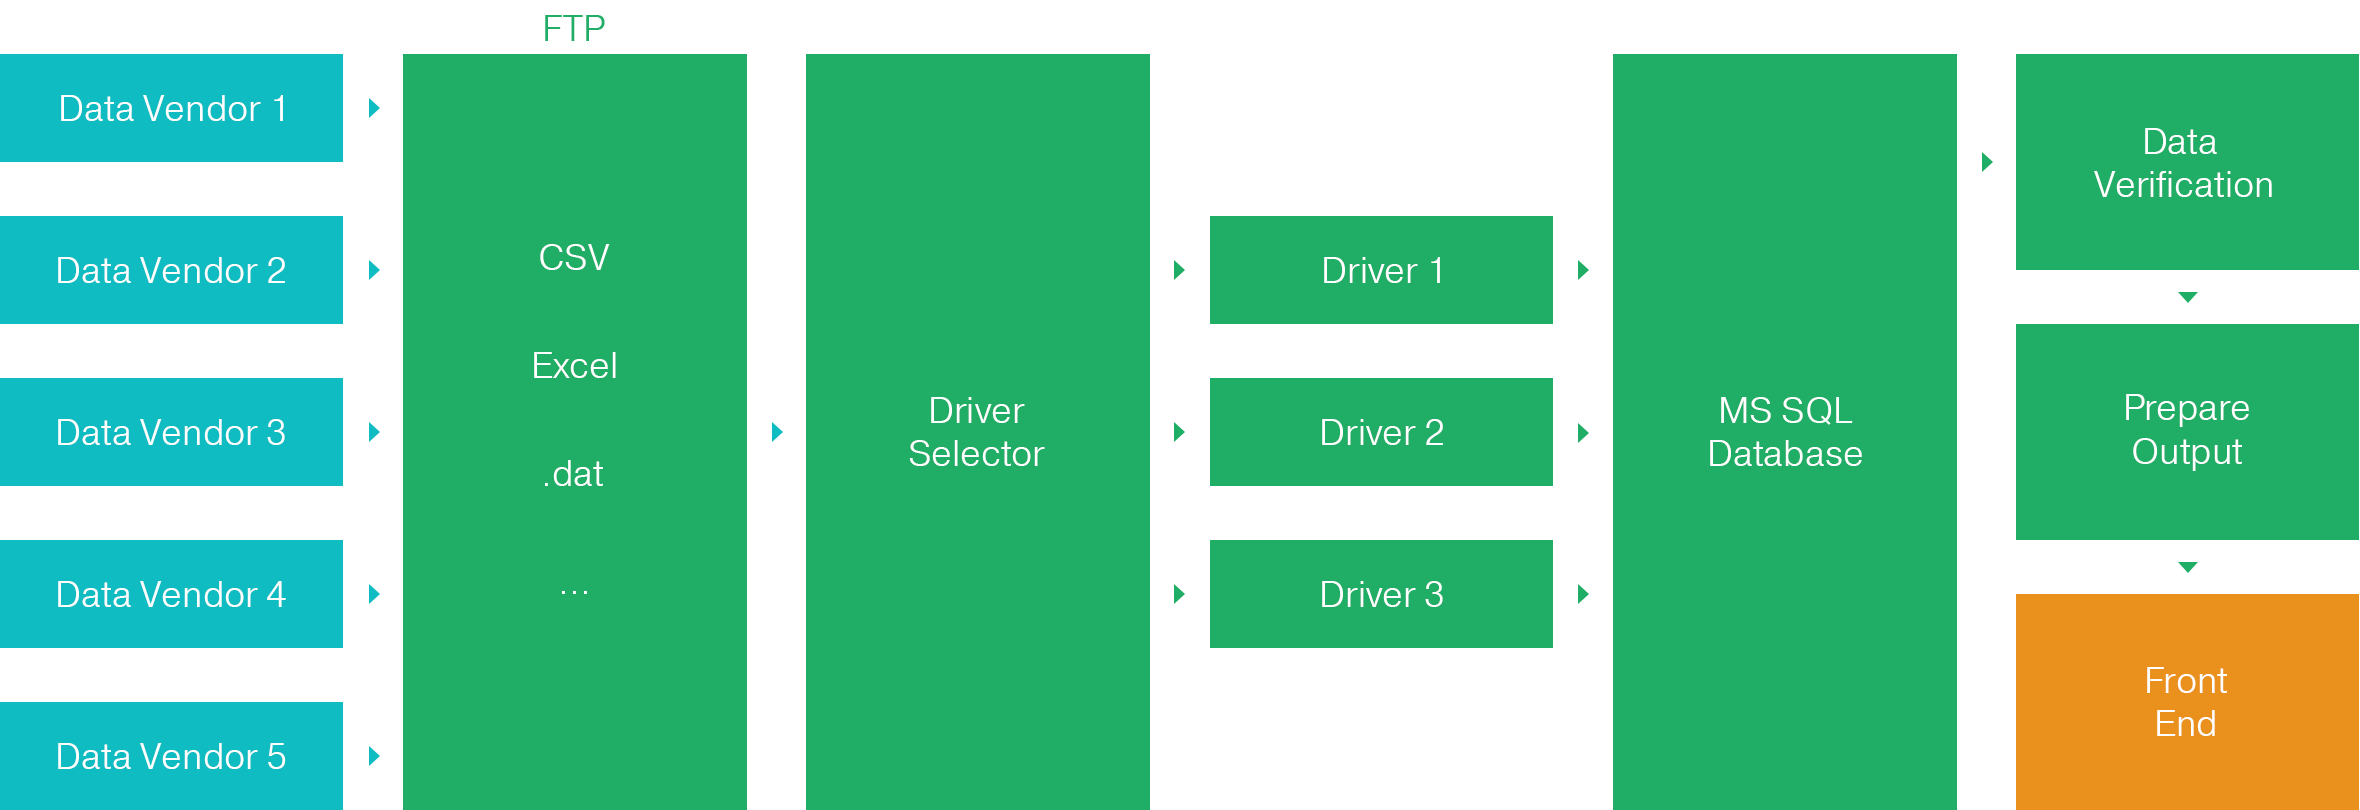 FTP
Data Vendor 1
Data Vendor 2
Data Vendor 3
Data Vendor 4
Data Vendor 5
CSV
Excel
.dat
...
Driver
Selector
Driver 1
Driver 2
Driver 3
MS SQL
Database
Data
Verification
Prepare
Output
Front
End